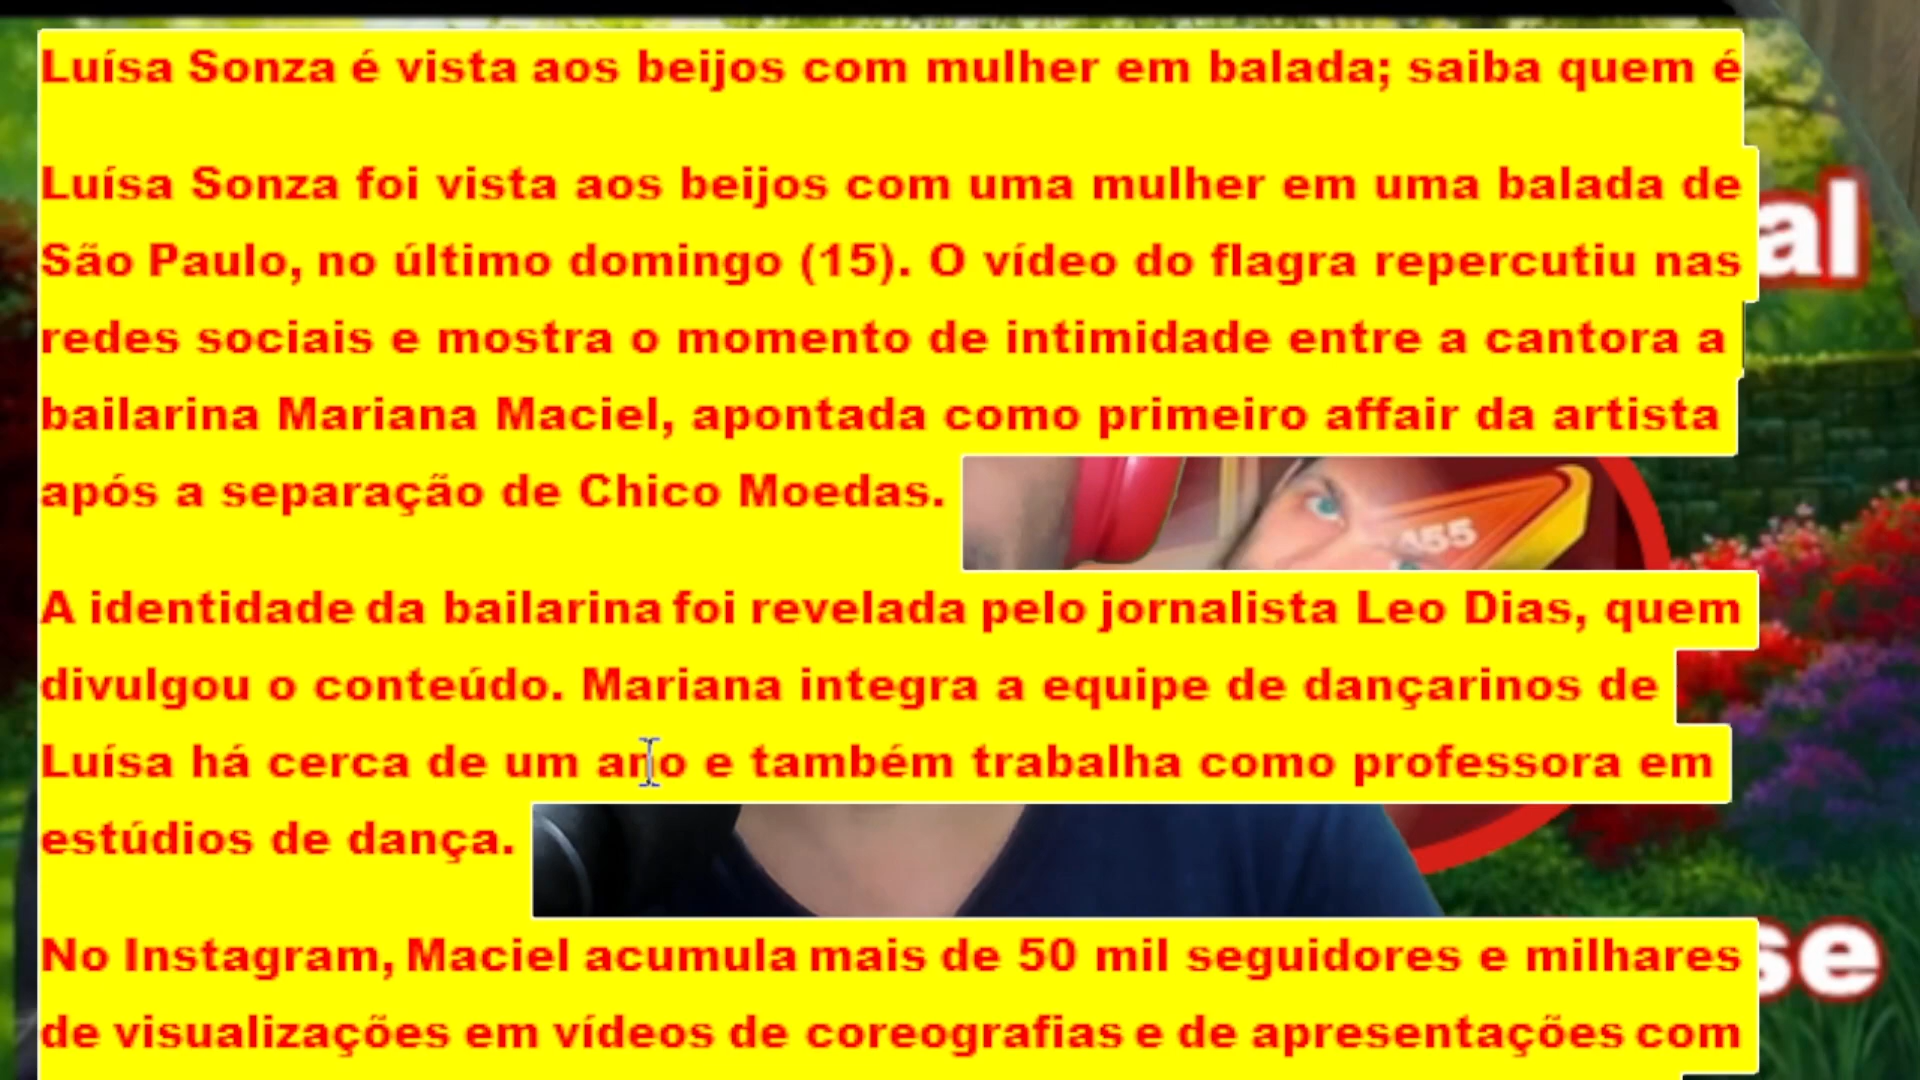 Luísa Sonza é vista aos beijos com mulher em balada; saiba quem é
Luísa Sonza foi vista aos beijos com uma mulher em uma balada de
São Paulo, no último domingo (15). O vídeo do flagra repercutiu nas
redes sociais e mostra o momento de intimidade entre a cantora a
bailarina Mariana Maciel, apontada como primeiro affair da artista
após a separação de Chico Moedas.
A identidade da bailarina foi revelada pelo jornalista Leo Dias, quem
divulgou o conteúdo. Mariana integra a equipe de dançarinos de
Luísa há cerca de um ano e também trabalha como professora em
estúdios de dança.
No Instagram, Maciel acumula mais de 50 mil seguidores e milhares
de visualizações em vídeos de coreografias e de apresentações com